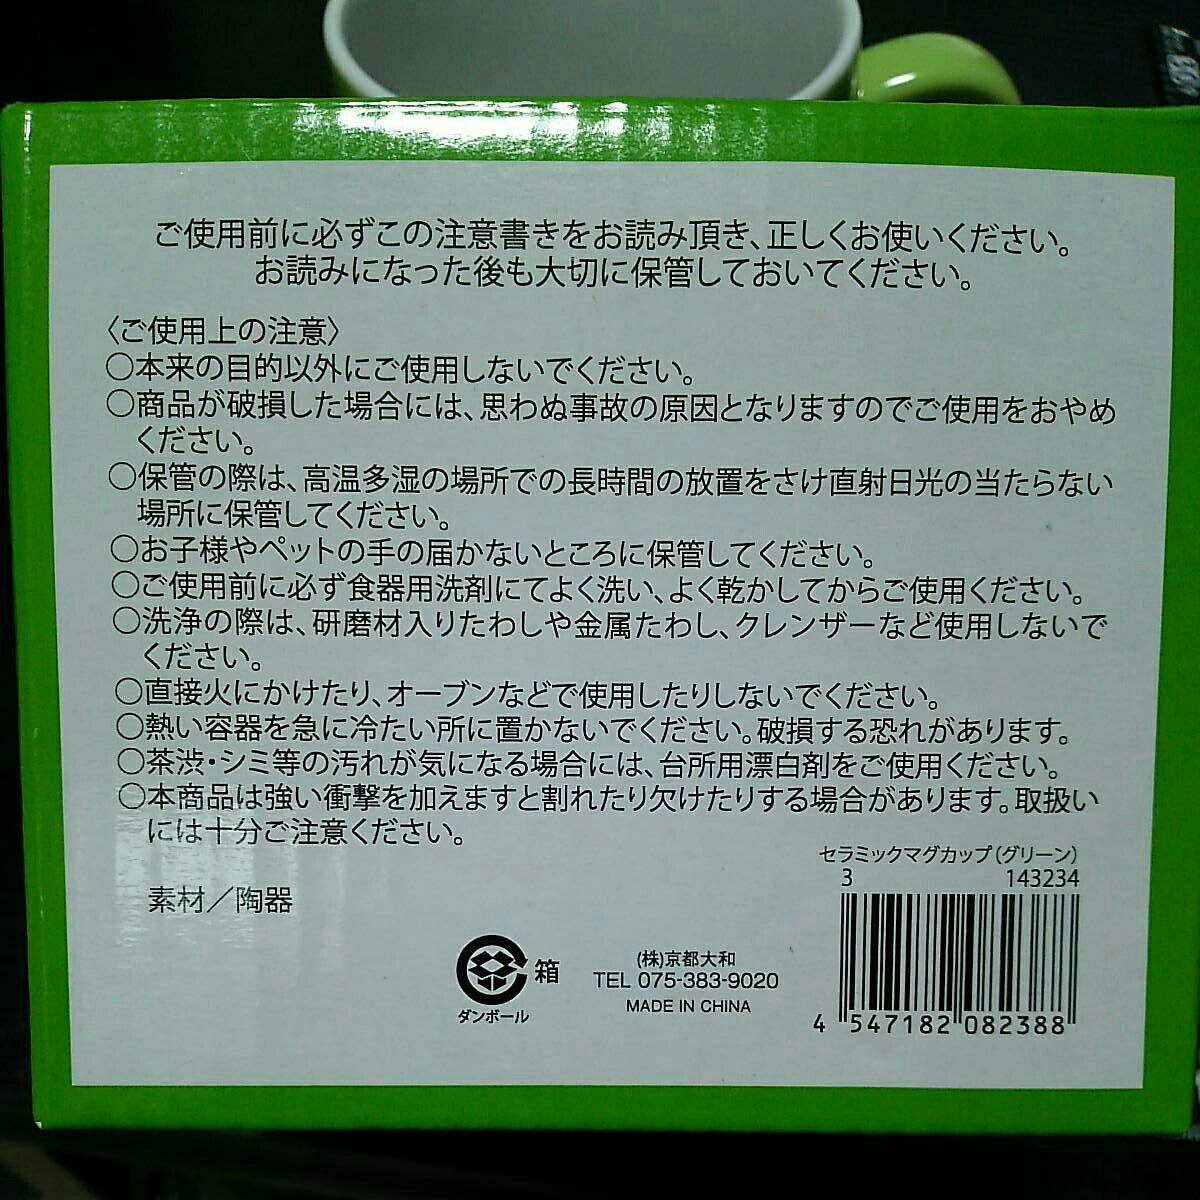 ご使用前に必ずこの注意書きをお読み頂き、正しくお使いください。
お読みになった後も大切に保管しておいてください。
〈ご使用上の注意〉
○本来の目的以外にご使用しないでください。
○商品が破損した場合には、思わぬ事故の原因となりますのでご使用をおやめ
ください。
○保管の際は、高温多湿の場所での長時間の放置をさけ直射日光の当たらない
場所に保管してください。
○お子様やペットの手の届かないところに保管してください。
○ご使用前に必ず食器用洗剤にてよく洗い、よく乾かしてからご使用ください。
○洗浄の際は、研磨材入りたわしや金属たわし、クレンザーなど使用しないで
ください。
○直接火にかけたり、オーブンなどで使用したりしないでください。
○熱い容器を急に冷たい所に置かないでください。破損する恐れがあります。
○茶渋・シミ等の汚れが気になる場合には、台所用漂白剤をご使用ください。
○本商品は強い衝撃を加えますと割れたり欠けたりする場合があります。取扱い
には十分ご注意ください。
素材／陶器
箱
ダンボール
(株)京都大和
TEL 075-383-9020
MADE IN CHINA
セラミックマグカップ(グリーン)
3 143234
4 547182 082388